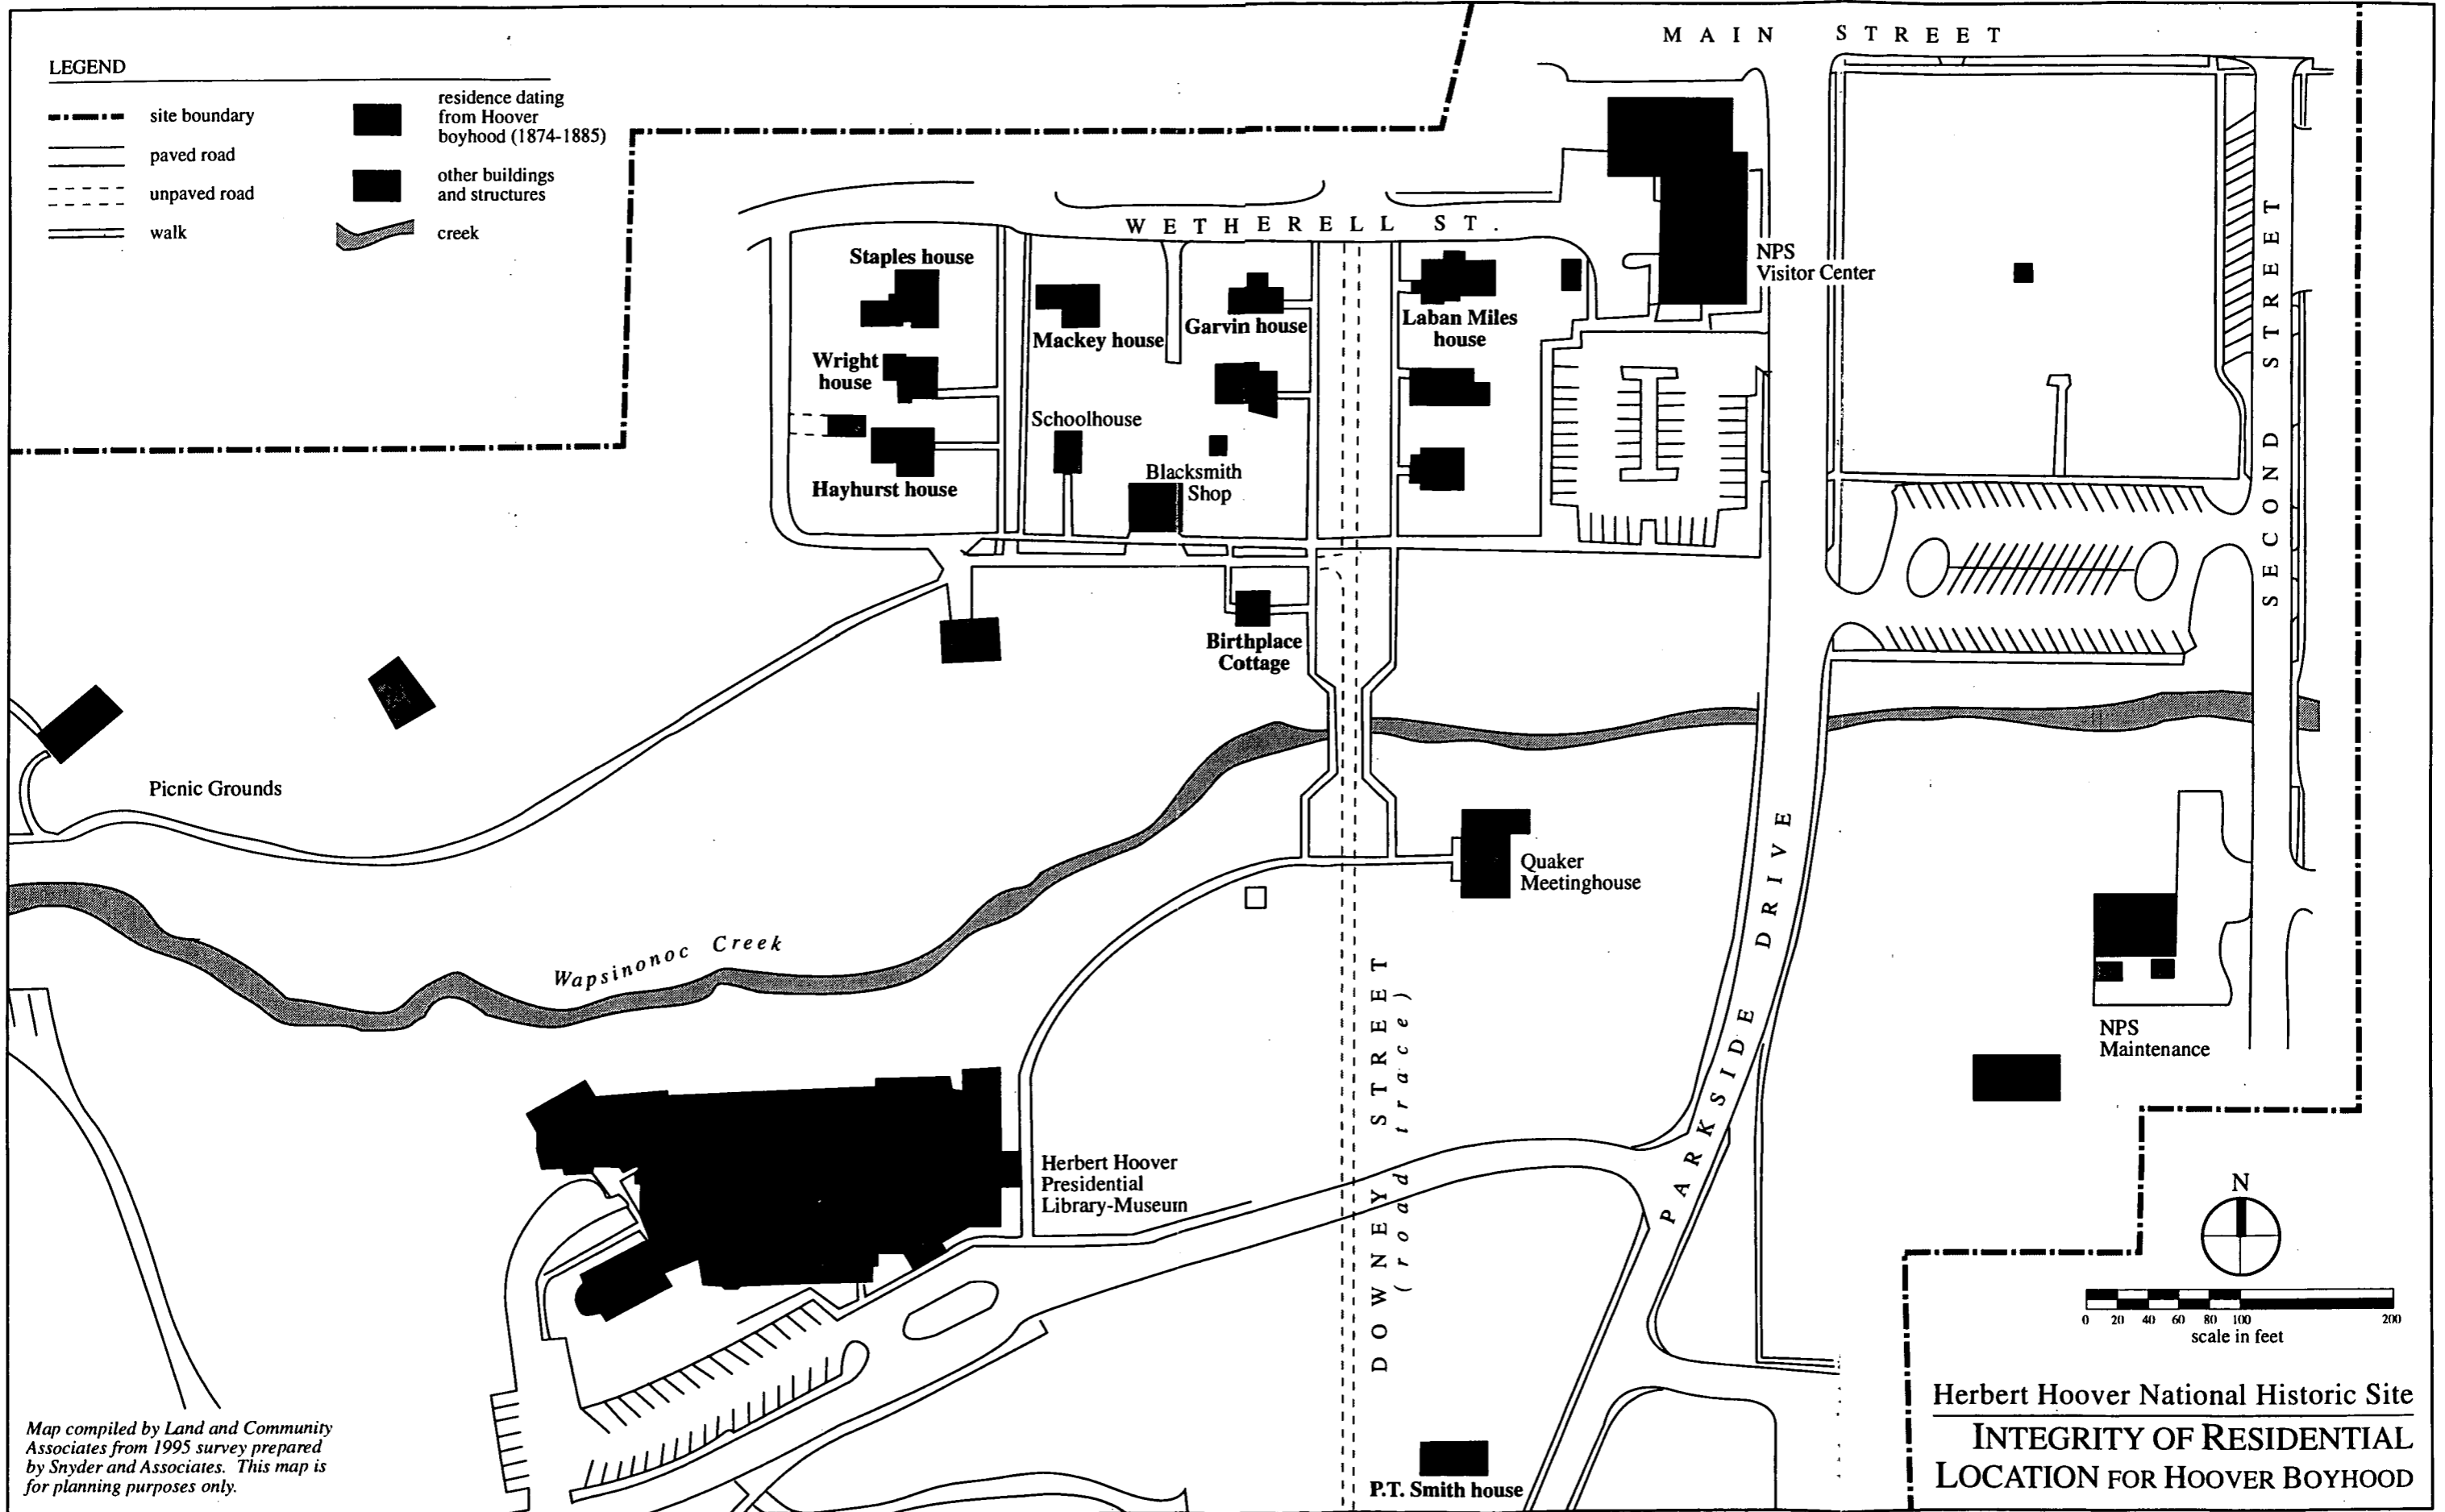 LEGEND
site boundary
paved road
unpaved road
walk
residence dating
from Hoover
boyhood (1874-1885)
other buildings
and structures
creek
MAIN STREET
WETHERELL ST.
SECOND STREET
NPS
Visitor Center
Staples house
Mackey house
Garvin house
Laban Miles
house
Wright
house
Schoolhouse
Blacksmith
Shop
Hayhurst house
Birthplace
Cottage
Picnic Grounds
Wapsinonoc Creek
Quaker
Meetinghouse
PARKSIDE DRIVE
DOWNEY STREET
(road trace)
NPS
Maintenance
Herbert Hoover
Presidential
Library-Museum
P.T. Smith house
N
0 20 40 60 80 100 200
scale in feet
Herbert Hoover National Historic Site
INTEGRITY OF RESIDENTIAL
LOCATION FOR HOOVER BOYHOOD
Map compiled by Land and Community
Associates from 1995 survey prepared
by Snyder and Associates. This map is
for planning purposes only.